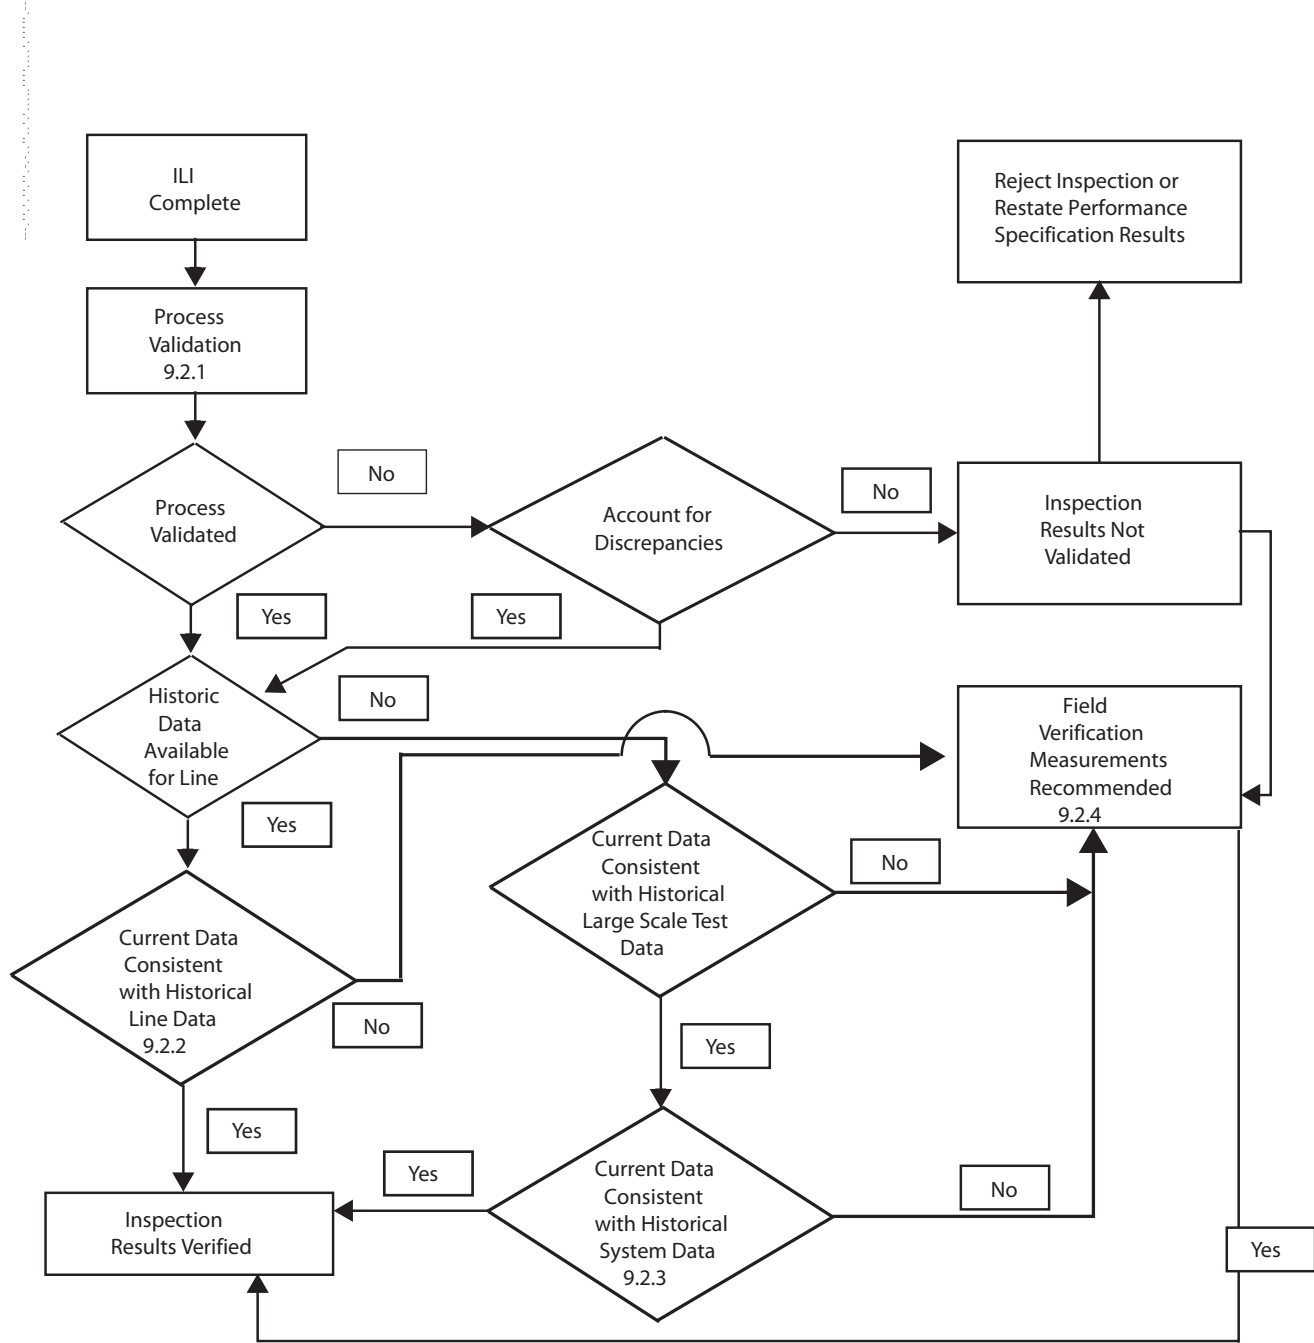 ILI
Complete
Reject Inspection or
Restate Performance
Specification Results
Process
Validation
9.2.1
No
Process
Validated
Account for
Discrepancies
No
Inspection
Results Not
Validated
Yes
Yes
Historic
Data
Available
for Line
No
Field
Verification
Measurements
Recommended
9.2.4
Yes
Current Data
Consistent
with Historical
Large Scale Test
Data
No
Current Data
Consistent
with Historical
Line Data
9.2.2
No
Yes
Yes
Yes
Current Data
Consistent
with Historical
System Data
9.2.3
No
Inspection
Results Verified
Yes